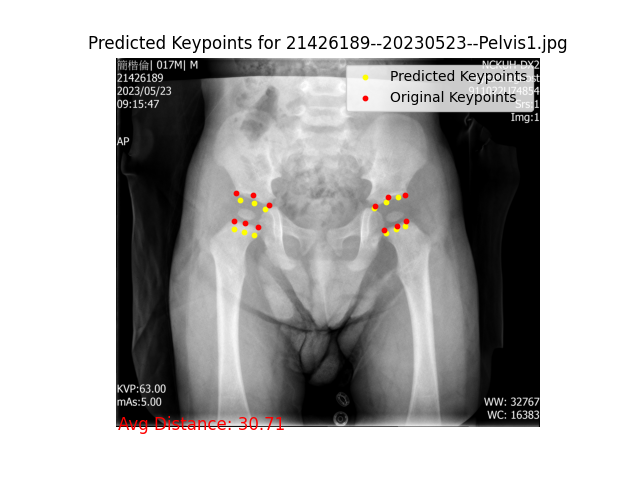 Predicted Keypoints for 21426189--20230523--Pelvis1.jpg
017M| M
21426189
2023/05/23
09:15:47
AP
NCKUH-DX2
Predicted Keypoints
Original Keypoints
Srs:1
Img:1
KVP:63.00
mAs:5.00
WW: 32767
WC: 16383
Avg Distance: 30.71